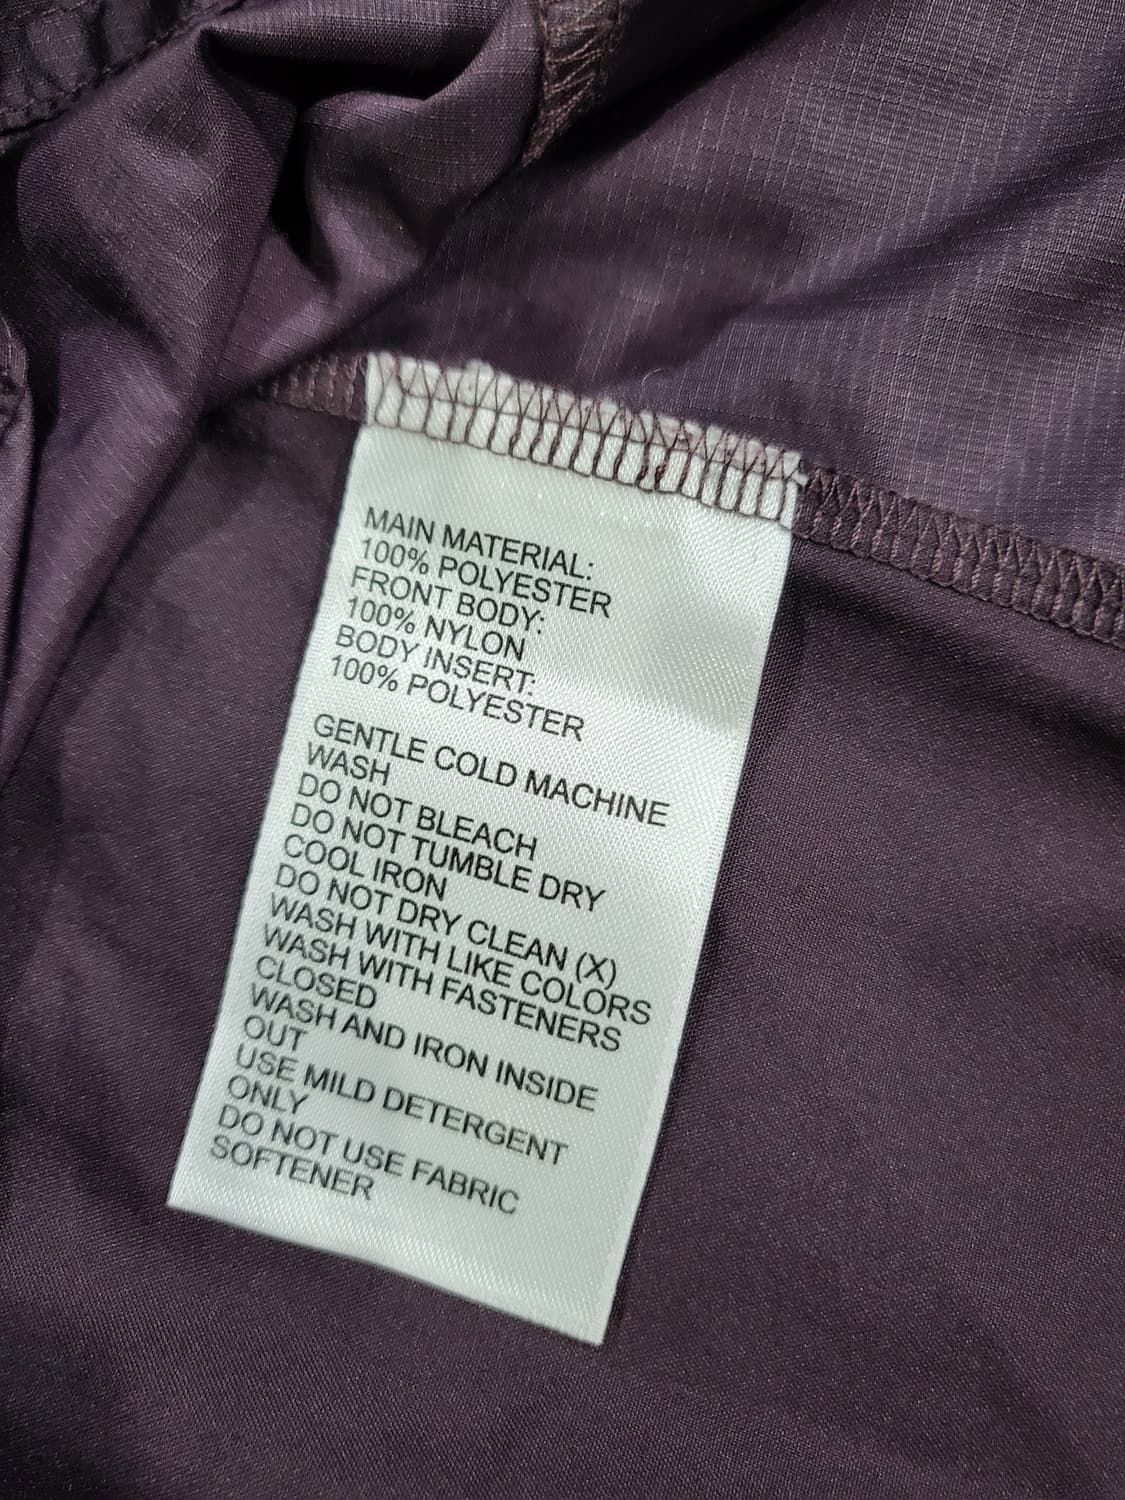 MAIN MATERIAL:
100% POLYESTER
FRONT BODY:
100% NYLON
BODY INSERT:
100% POLYESTER
GENTLE COLD MACHINE
WASH
DO NOT BLEACH
DO NOT TUMBLE DRY
COOL IRON
DO NOT DRY CLEAN (X)
WASH WITH LIKE COLORS
WASH WITH FASTENERS
CLOSED
WASH AND IRON INSIDE
OUT
USE MILD DETERGENT
ONLY
DO NOT USE FABRIC
SOFTENER